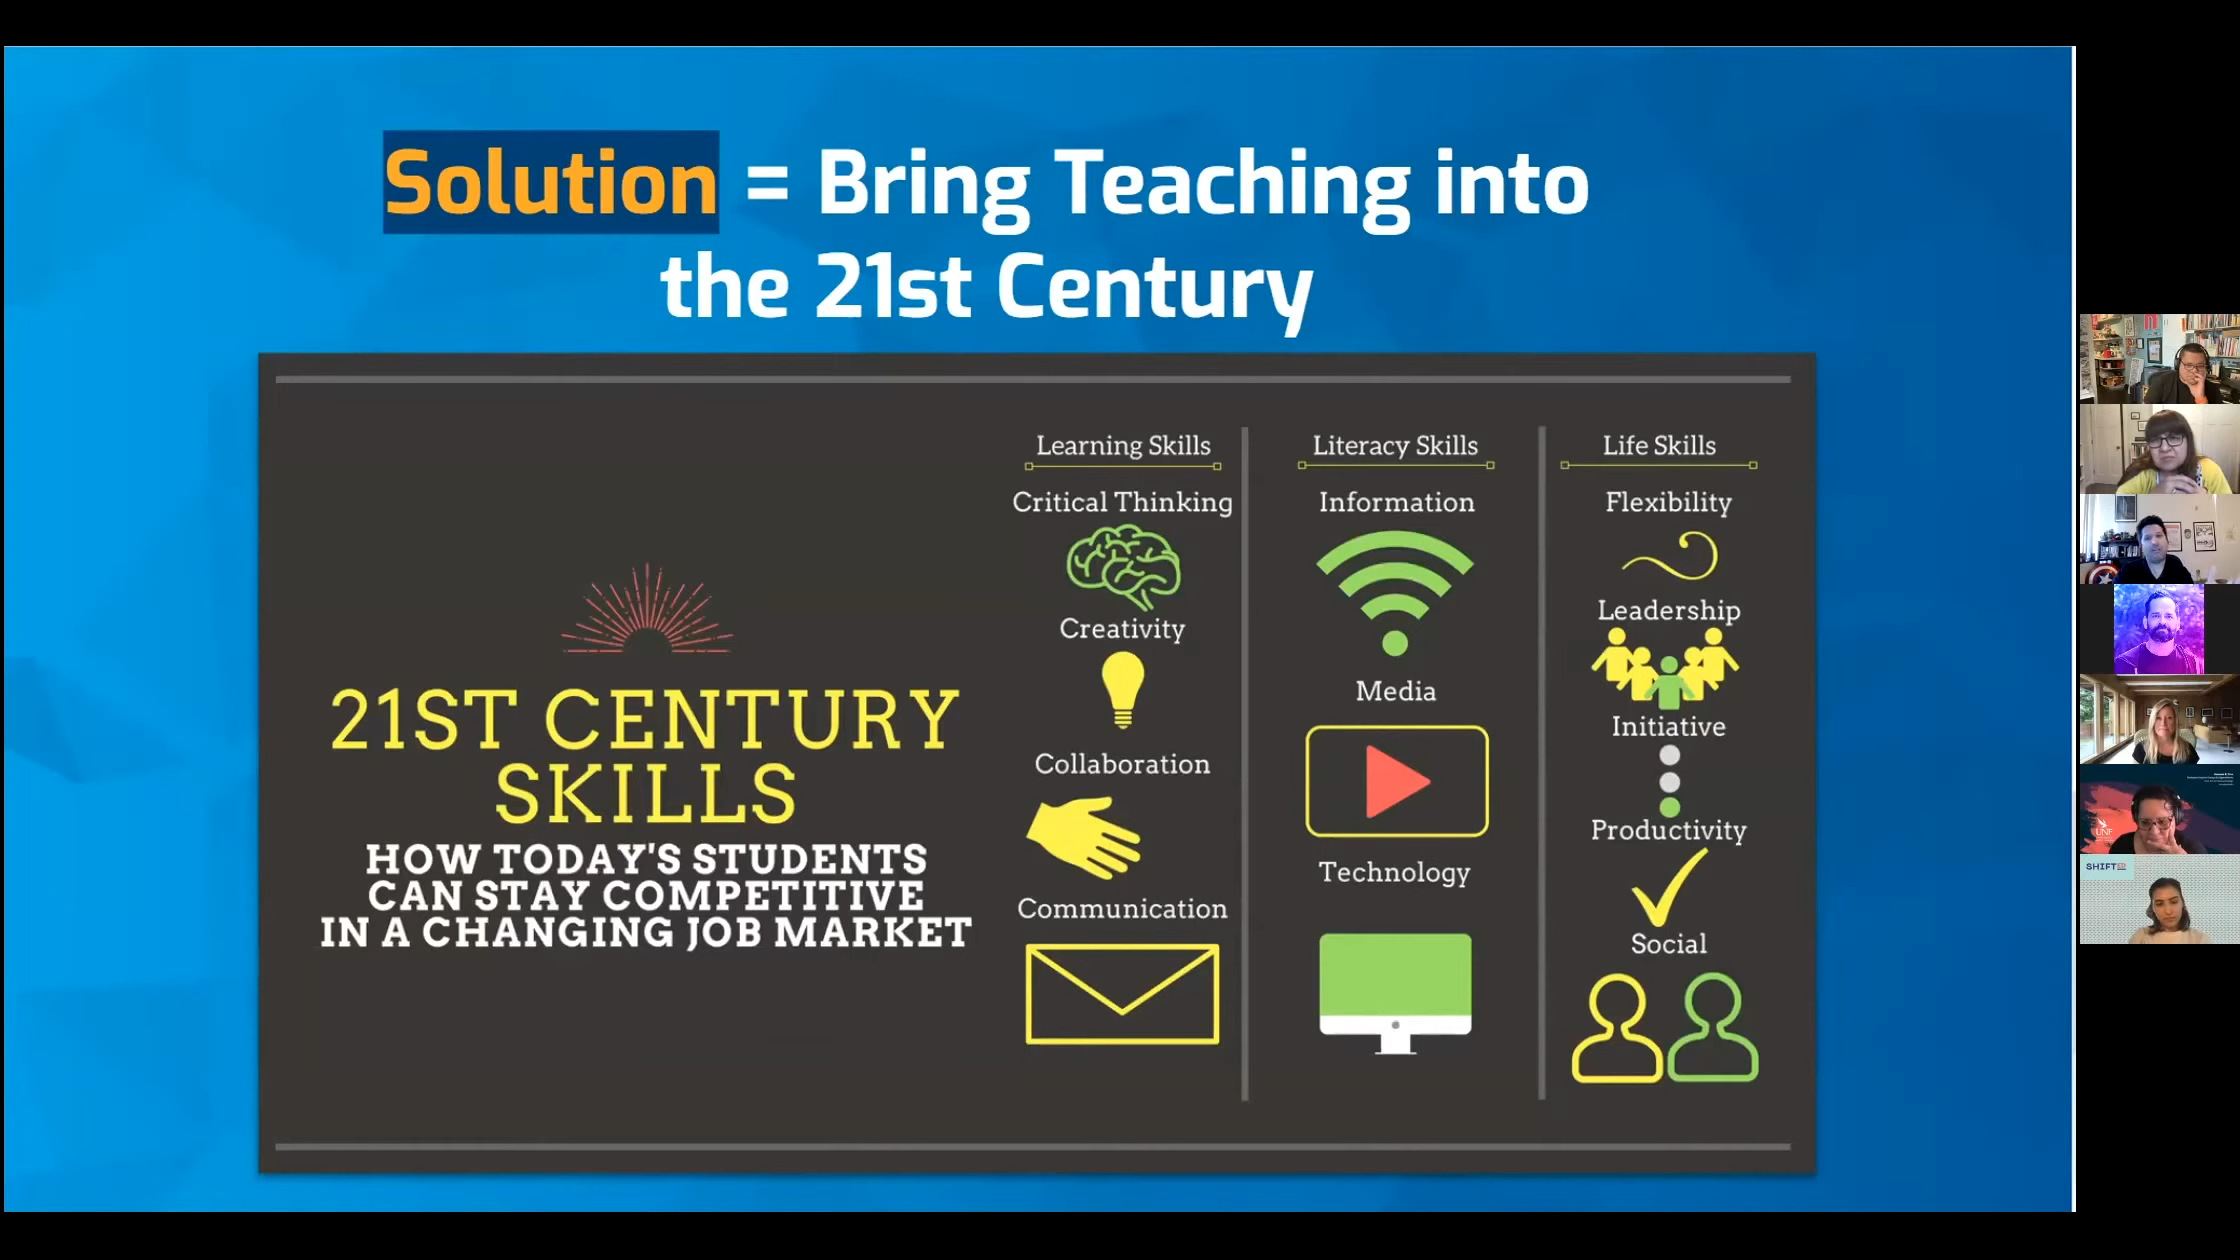 Solution = Bring Teaching into
the 21st Century
21ST CENTURY
SKILLS
HOW TODAY'S STUDENTS
CAN STAY COMPETITIVE
IN A CHANGING JOB MARKET
Learning Skills
Critical Thinking
Creativity
Collaboration
Communication
Literacy Skills
Information
Media
Technology
Life Skills
Flexibility
Leadership
Initiative
Productivity
Social
UNF
SHIFTED